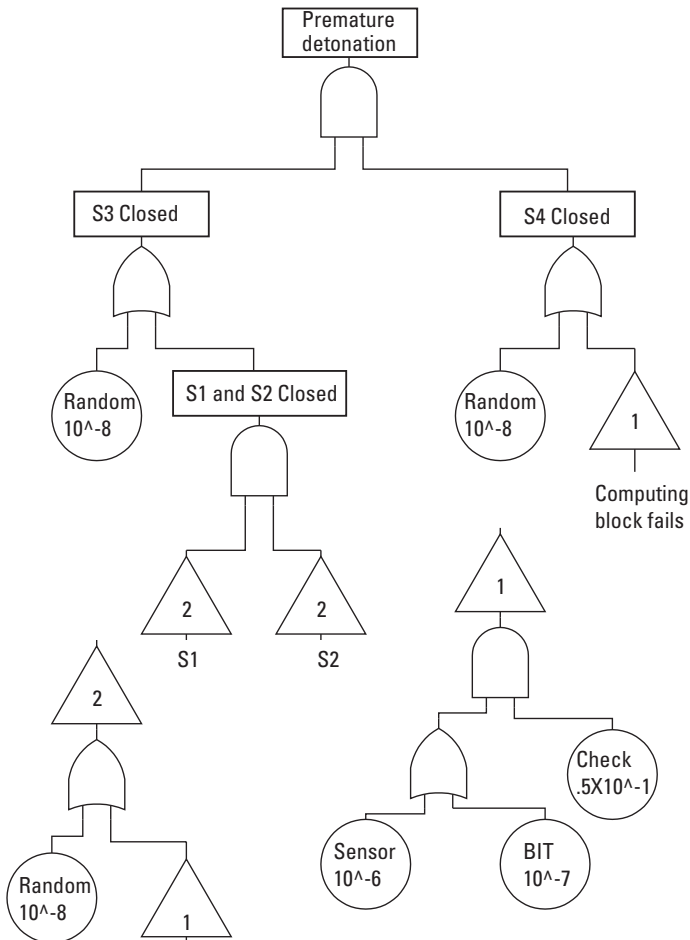 Premature
detonation
S3 Closed
S4 Closed
Random
10^-8
S1 and S2 Closed
Random
10^-8
1
Computing
block fails
2
2
S1
S2
1
2
Check
.5X10^-1
Sensor
10^-6
BIT
10^-7
Random
10^-8
1